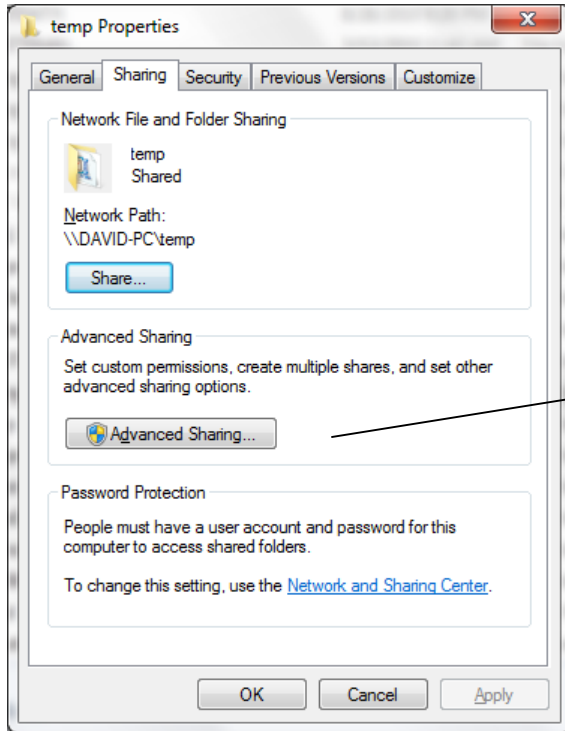 temp Properties
General Sharing Security Previous Versions Customize
Network File and Folder Sharing
temp
Shared
Network Path:
\\DAVID-PC\temp
Share...
Advanced Sharing
Set custom permissions, create multiple shares, and set other
advanced sharing options.
Advanced Sharing...
Password Protection
People must have a user account and password for this
computer to access shared folders.
To change this setting, use the Network and Sharing Center.
OK Cancel Apply